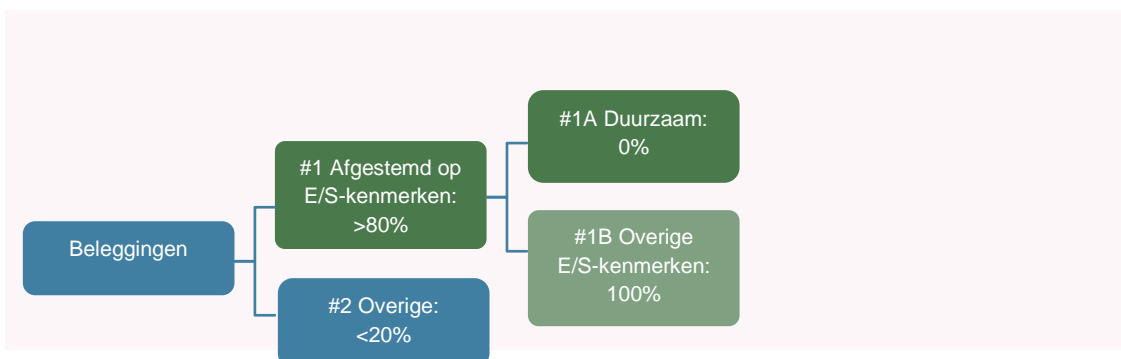 Beleggingen
#1 Afgestemd op
E/S-kenmerken:
>80%
#2 Overige:
<20%
#1A Duurzaam:
0%
#1B Overige
E/S-kenmerken:
100%